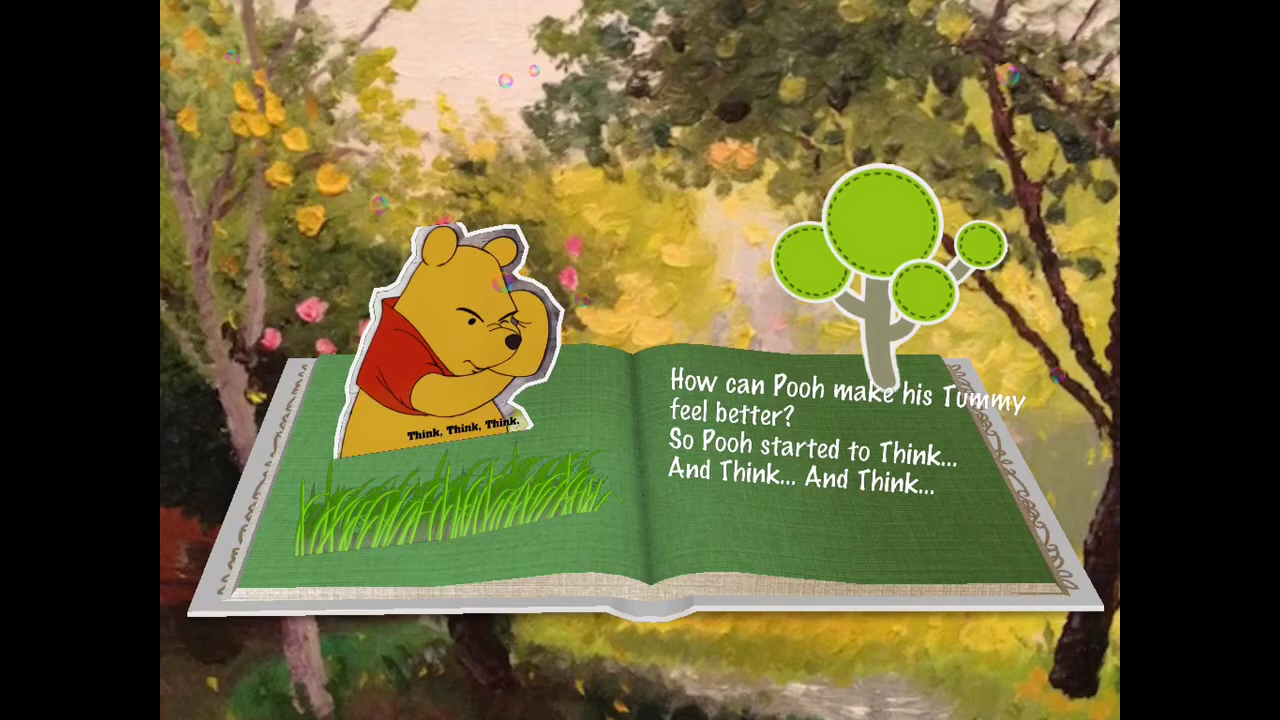 Think, Think, Think.
How can Pooh make his Tummy
feel better?
So Pooh started to Think...
And Think... And Think...